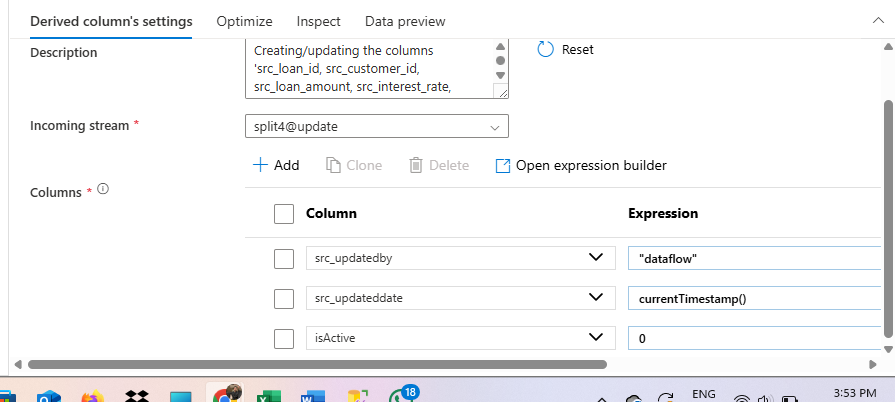 Derived column's settings Optimize Inspect Data preview
Description
Creating/updating the columns
'src_loan_id, src_customer_id,
src_loan_amount, src_interest_rate,
Reset
Incoming stream *
split4@update
Add Clone Delete Open expression builder
Columns *
Column Expression
src_updatedby "dataflow"
src_updateddate currentTimestamp()
isActive 0
18
ENG
3:53 PM